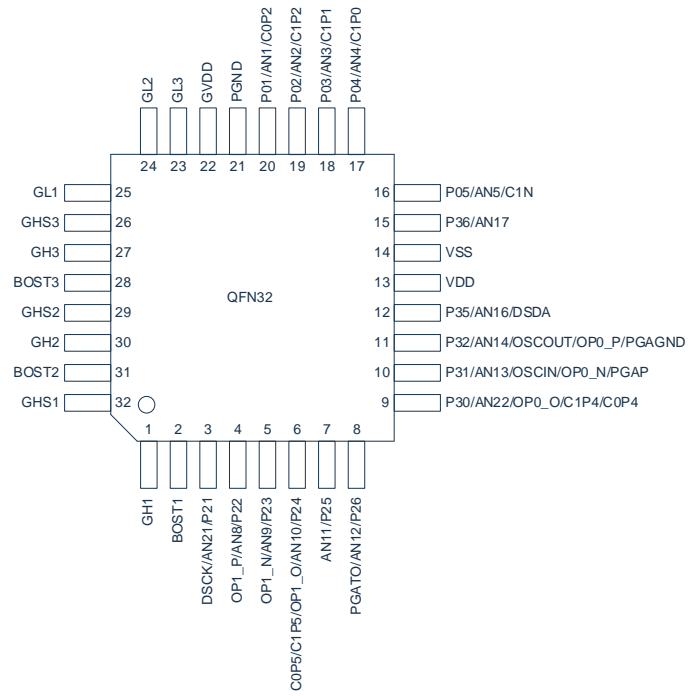 GL2
GL3
GVDD
PGND
P01/AN1/C0P2
P02/AN2/C1P2
P03/AN3/C1P1
P04/AN4/C1P0
24 23 22 21 20 19 18 17
GL1 25
GHS3 26
GH3 27
BOST3 28
GHS2 29
GH2 30
BOST2 31
GHS1 32
QFN32
16 P05/AN5/C1N
15 P36/AN17
14 VSS
13 VDD
12 P35/AN16/DSDA
11 P32/AN14/OSCOUT/OP0_P/PGAGND
10 P31/AN13/OSCIN/OP0_N/PGAP
9 P30/AN22/OP0_O/C1P4/C0P4
1 2 3 4 5 6 7 8
GH1
BOST1
DSCK/AN21/P21
OP1_P/AN8/P22
OP1_N/AN9/P23
C0P5/C1P5/OP1_O/AN10/P24
AN11/P25
PGATO/AN12/P26